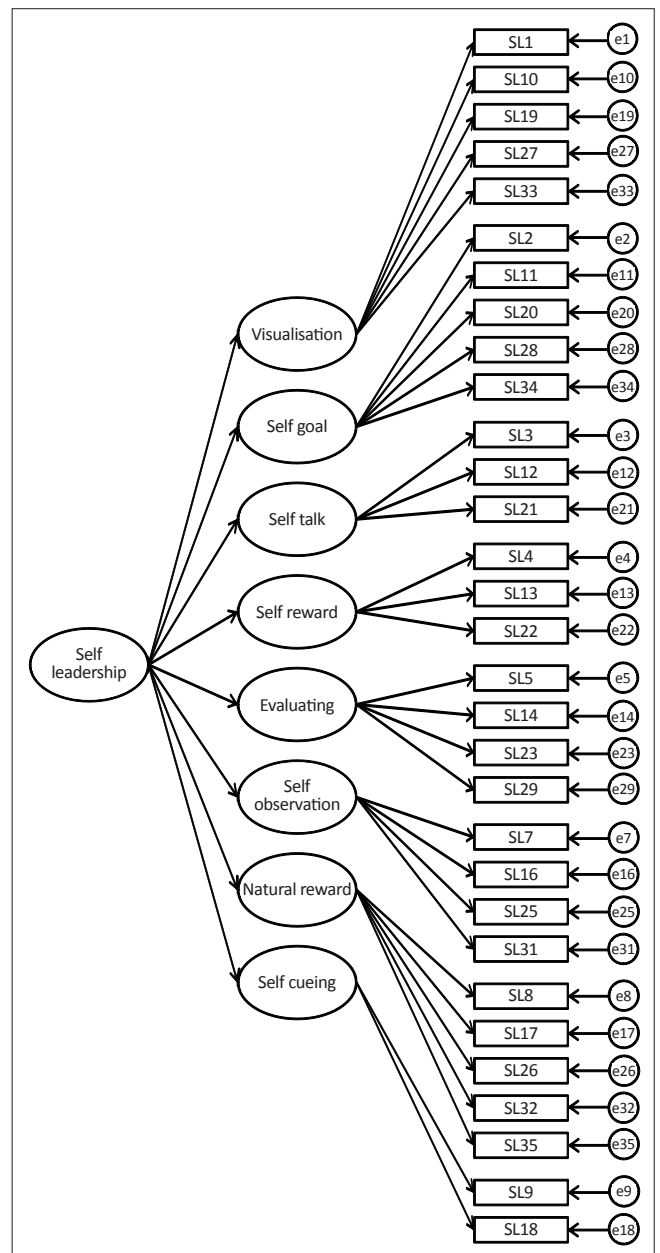 SL1 e1
SL10 e10
SL19 e19
SL27 e27
SL33 e33
SL2 e2
SL11 e11
SL20 e20
SL28 e28
SL34 e34
SL3 e3
SL12 e12
SL21 e21
SL4 e4
SL13 e13
SL22 e22
SL5 e5
SL14 e14
SL23 e23
SL29 e29
SL7 e7
SL16 e16
SL25 e25
SL31 e31
SL8 e8
SL17 e17
SL26 e26
SL32 e32
SL35 e35
SL9 e9
SL18 e18
Visualisation
Self goal
Self talk
Self reward
Evaluating
Self
observation
Natural reward
Self cueing
Self
leadership